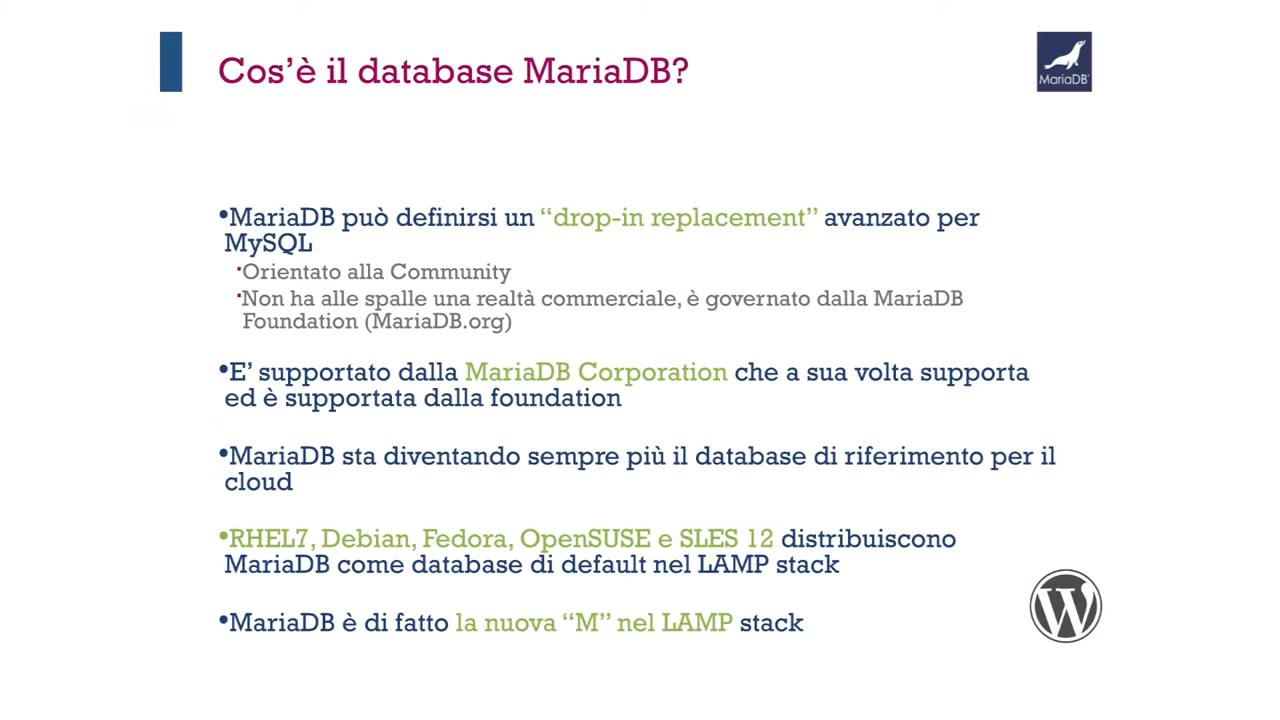 Cos’è il database MariaDB?
MariaDB®
•MariaDB può definirsi un “drop-in replacement” avanzato per
MySQL
▪Orientato alla Community
▪Non ha alle spalle una realtà commerciale, è governato dalla MariaDB
Foundation (MariaDB.org)
•E’ supportato dalla MariaDB Corporation che a sua volta supporta
ed è supportata dalla foundation
•MariaDB sta diventando sempre più il database di riferimento per il
cloud
•RHEL7, Debian, Fedora, OpenSUSE e SLES 12 distribuiscono
MariaDB come database di default nel LAMP stack
•MariaDB è di fatto la nuova “M” nel LAMP stack
W